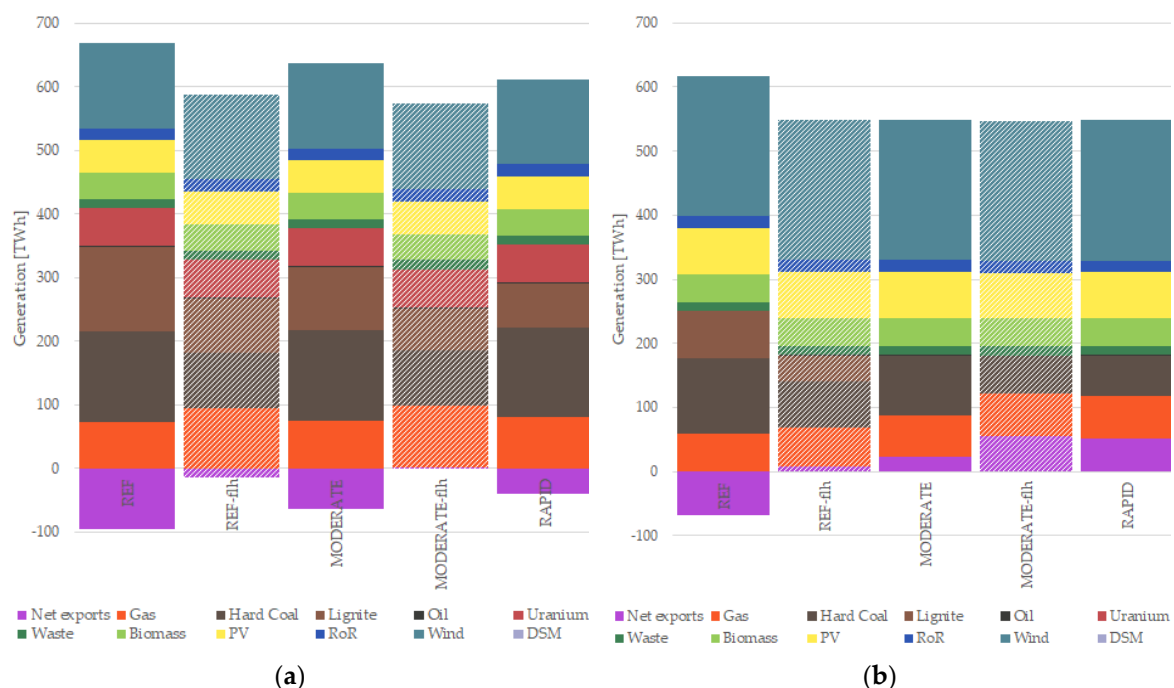 700
600
500
400
300
200
100
0
-100
Generation [TWh]
REF
REF-flh
MODERATE
MODERATE-flh
RAPID
Net exports Gas Hard Coal Lignite Oil Uranium
Waste Biomass PV RoR Wind DSM
(a)
700
600
500
400
300
200
100
0
-100
Generation [TWh]
REF
REF-flh
MODERATE
MODERATE-flh
RAPID
Net exports Gas Hard Coal Lignite Oil Uranium
Waste Biomass PV RoR Wind DSM
(b)